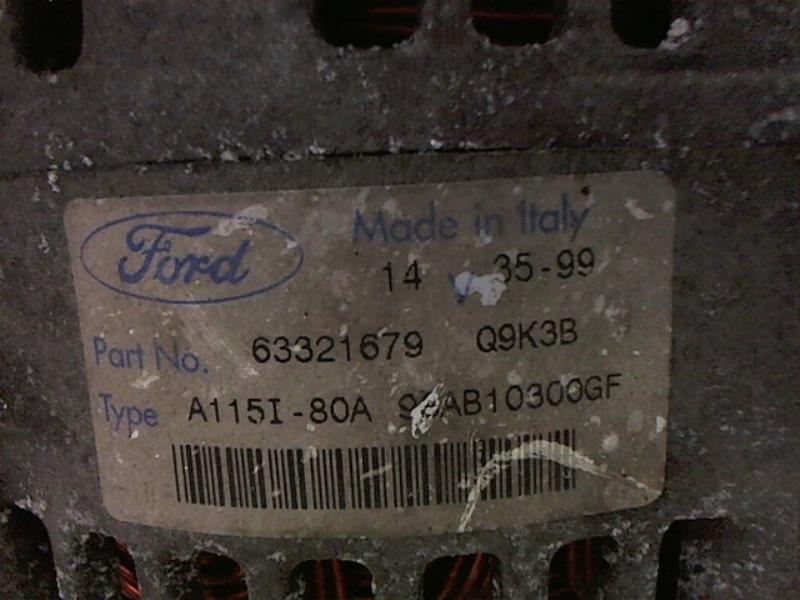 Ford
Made in Italy
14 V 35-99
Part No. 63321679 Q9K3B
Type A115I-80A